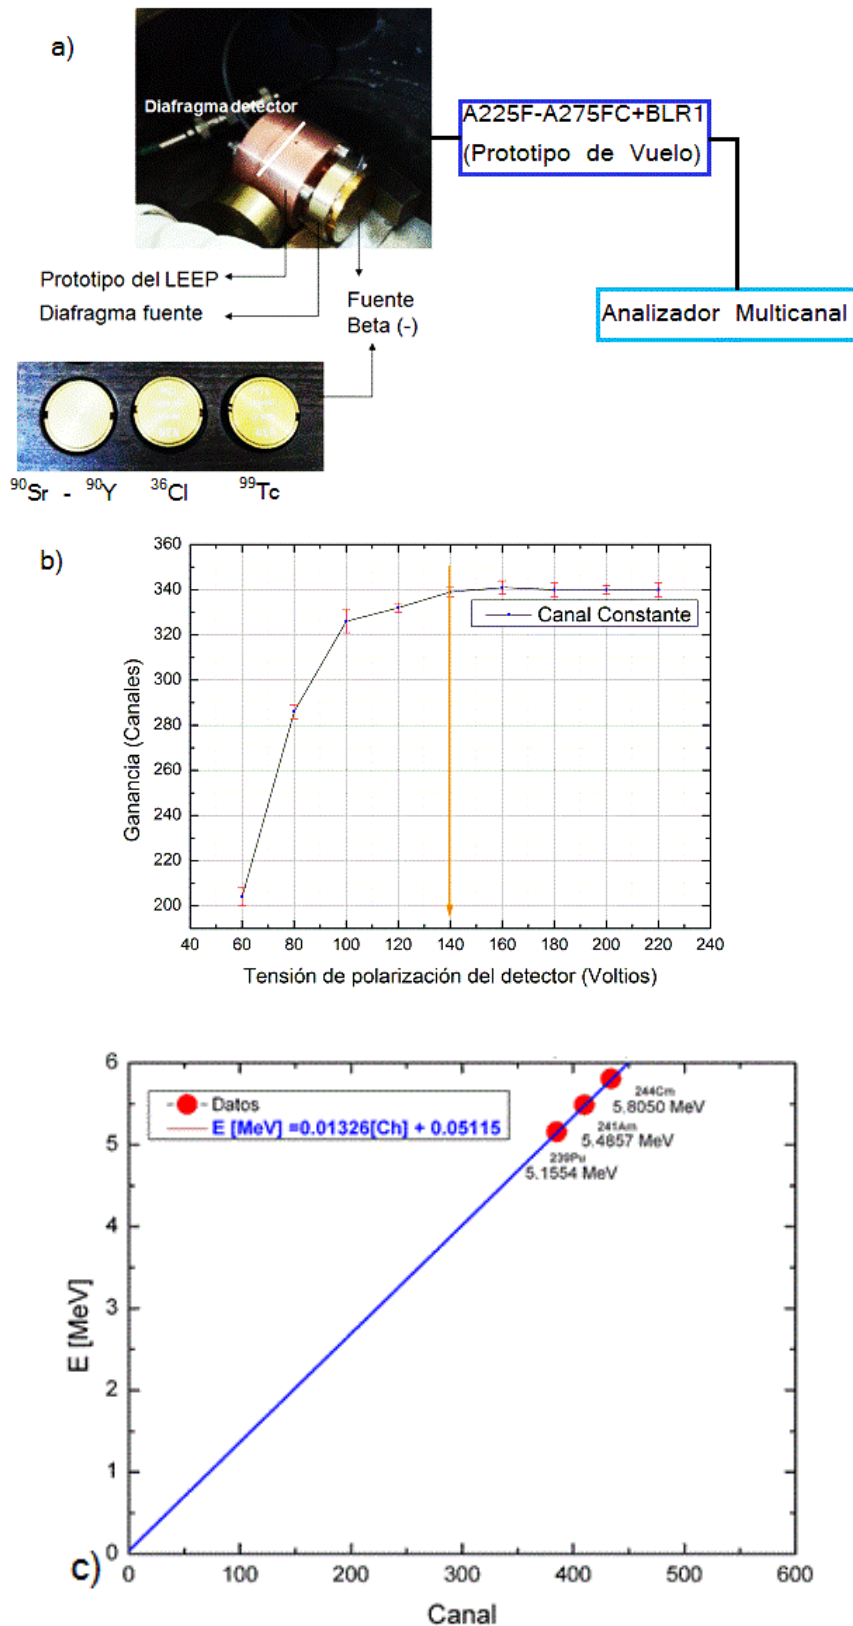 a)
Diafragma detector
A225F-A275FC+BLR1
(Prototipo de Vuelo)
Prototipo del LEEP
Diafragma fuente
Fuente
Beta (-)
Analizador Multicanal
90Sr - 90Y 36Cl 99Tc
b)
360
340
320
300
280
260
240
220
200
Ganancia (Canales)
Canal Constante
40 60 80 100 120 140 160 180 200 220 240
Tensión de polarización del detector (Voltios)
6
5
4
3
2
1
0
E [MeV]
Datos
E [MeV] =0.01326[Ch] + 0.05115
244Cm
5.8050 MeV
241Am
5.4857 MeV
239Pu
5.1554 MeV
c)
0 100 200 300 400 500 600
Canal